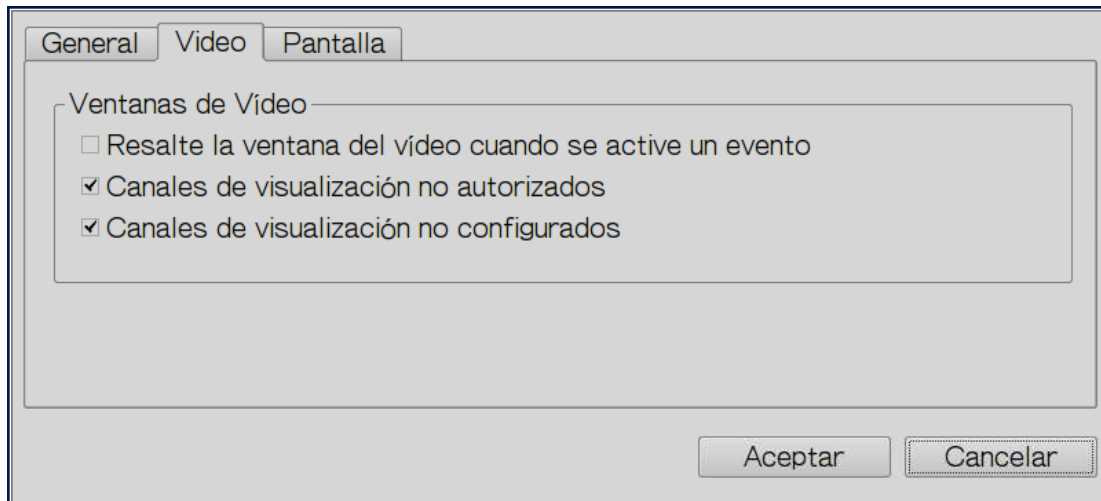 General Video Pantalla
Ventanas de Vídeo
Resalte la ventana del vídeo cuando se active un evento
Canales de visualización no autorizados
Canales de visualización no configurados
Aceptar Cancelar